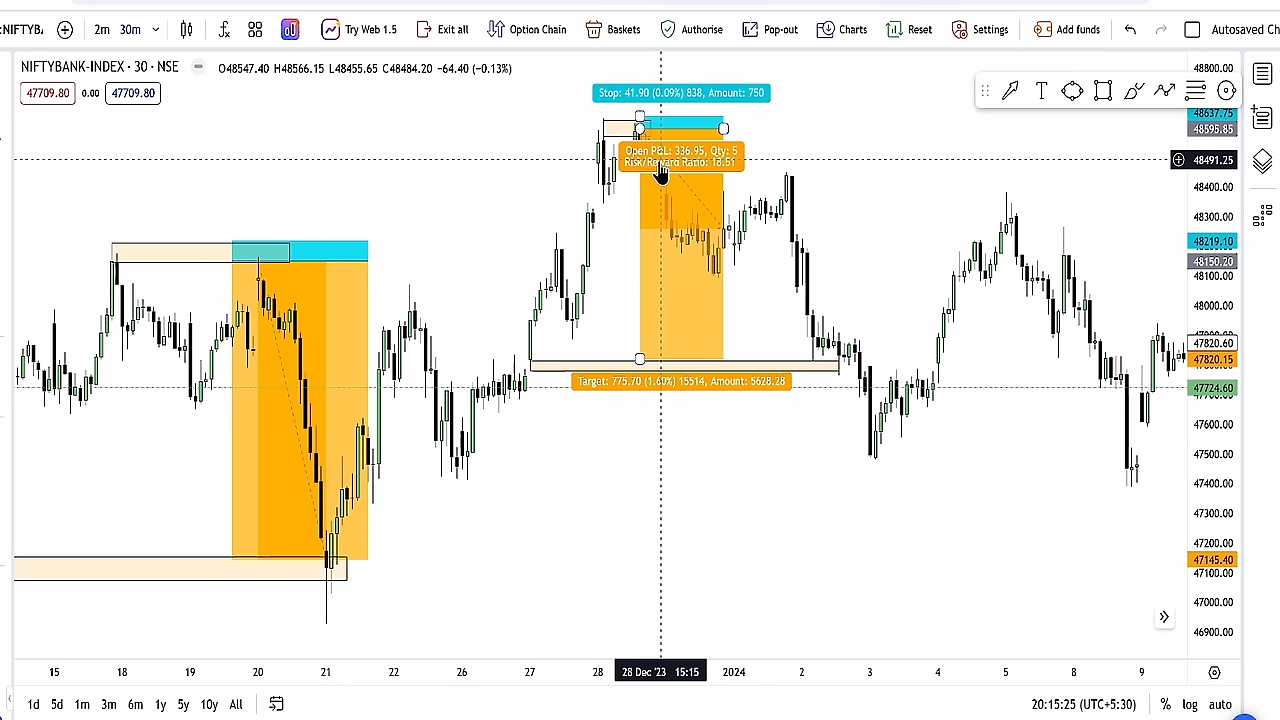 :NIFTYBA
2m 30m
Try Web 1.5
Exit all
Option Chain
Baskets
Authorise
Pop-out
Charts
Reset
Settings
Add funds
Autosaved Ch
NIFTYBANK-INDEX · 30 · NSE
O48547.40 H48566.15 L48455.65 C48484.20 -64.40 (-0.13%)
47709.80 0.00 47709.80
Stop: 41.90 (0.09%) 838, Amount: 750
Open P&L: 336.95, Qty: 5
Risk/Reward Ratio: 18.51
Target: 775.70 (1.60%) 15514, Amount: 5628.28
48800.00
48637.75
48595.85
48491.25
48400.00
48300.00
48219.10
48150.20
48100.00
48000.00
47820.60
47820.15
47724.60
47600.00
47500.00
47400.00
47300.00
47200.00
47145.40
47100.00
47000.00
46900.00
15 18 19 20 21 22 26 27 28 28 Dec '23 15:15 2024 2 3 4 5 8 9
1d 5d 1m 3m 6m 1y 5y 10y All
20:15:25 (UTC+5:30) % log auto